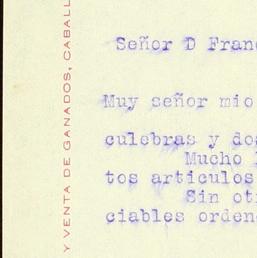 Y VENTA DE GANADOS, CABALL
Señor D Fran
Muy señor mio
culebras y do
Mucho
tos articulos
Sin ot
ciables orden